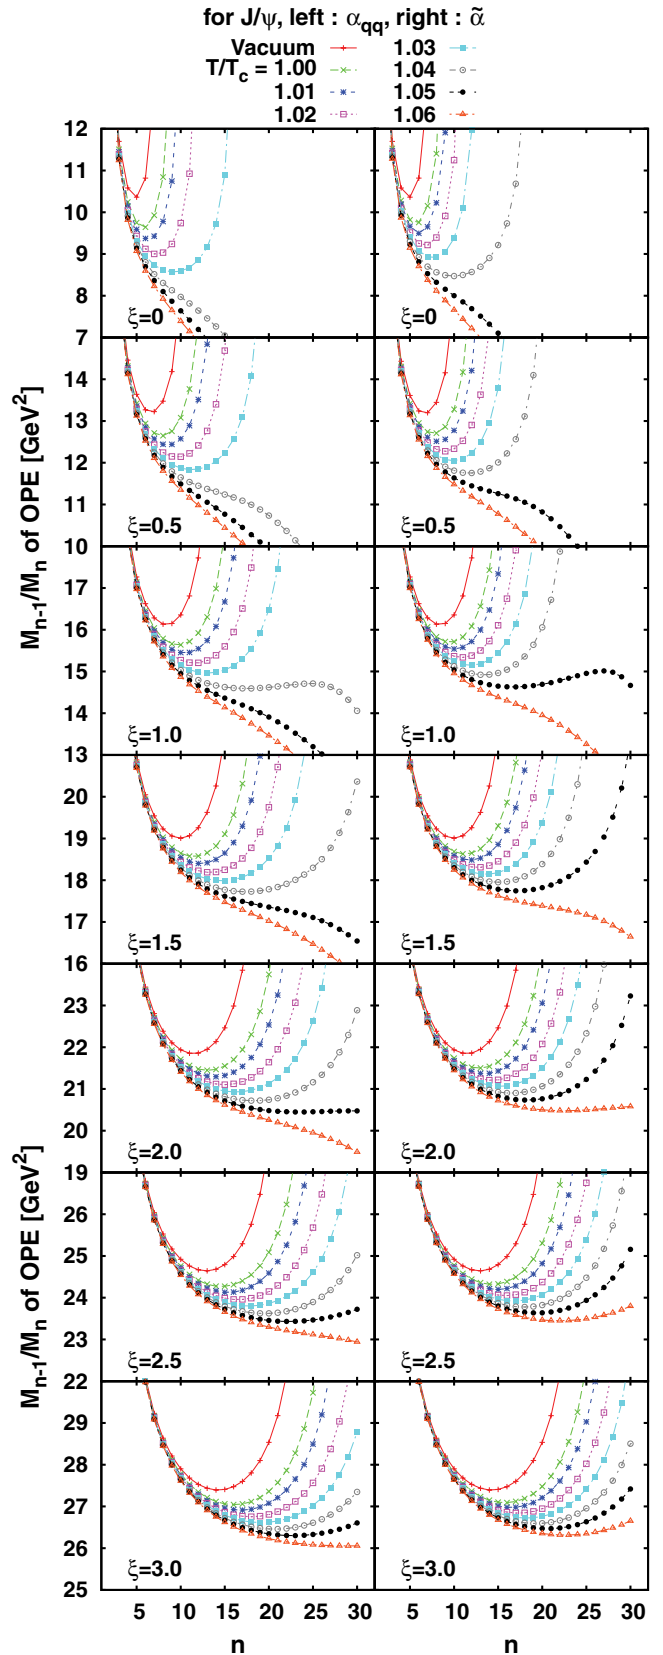 for J/ψ, left : α_qq, right : α̃
Vacuum 1.03
T/T_c = 1.00 1.04
1.01 1.05
1.02 1.06
12
11
10
9
8
7
ξ=0 ξ=0
14
13
12
11
10
ξ=0.5 ξ=0.5
M_n-1/M_n of OPE [GeV²]
17
16
15
14
13
ξ=1.0 ξ=1.0
20
19
18
17
16
ξ=1.5 ξ=1.5
23
22
21
20
19
ξ=2.0 ξ=2.0
M_n-1/M_n of OPE [GeV²]
26
25
24
23
22
ξ=2.5 ξ=2.5
29
28
27
26
25
ξ=3.0 ξ=3.0
5 10 15 20 25 30 5 10 15 20 25 30
n n